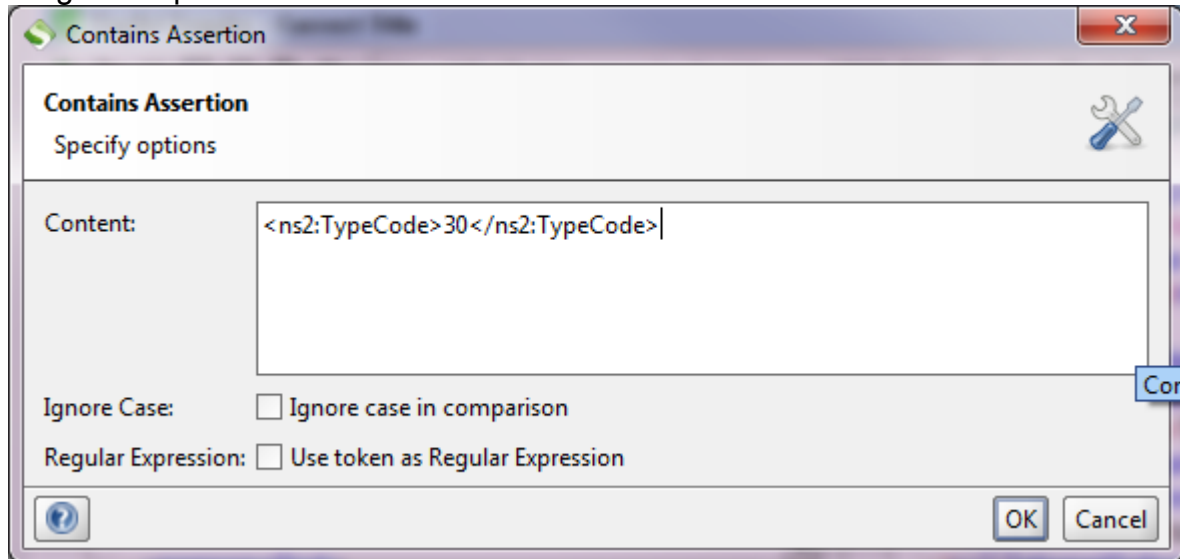 Contains Assertion
Contains Assertion
Specify options
Content:
<ns2:TypeCode>30</ns2:TypeCode>
Ignore Case:
Ignore case in comparison
Regular Expression:
Use token as Regular Expression
OK
Cancel